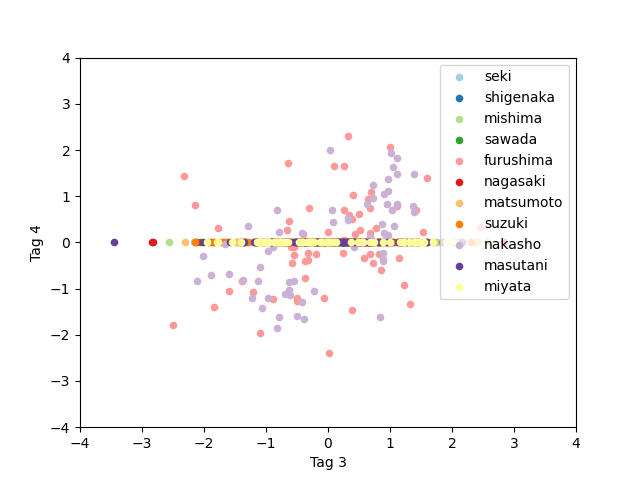 4
3
2
1
0
−1
−2
−3
−4
Tag 4
−4 −3 −2 −1 0 1 2 3 4
Tag 3
seki
shigenaka
mishima
sawada
furushima
nagasaki
matsumoto
suzuki
nakasho
masutani
miyata